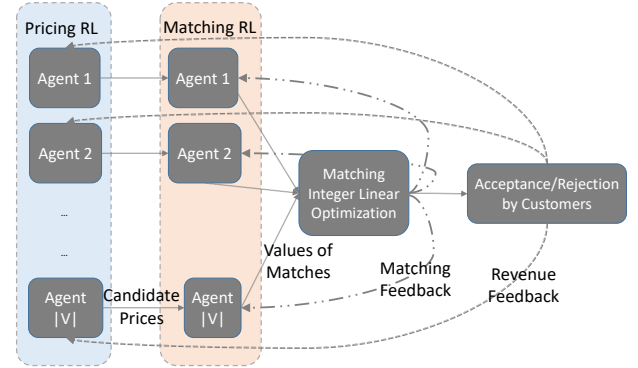 Pricing RL
Matching RL
Agent 1
Agent 1
Agent 2
Agent 2
Matching
Integer Linear
Optimization
Acceptance/Rejection
by Customers
...
...
Values of
Matches
Matching
Feedback
Revenue
Feedback
Agent
|V|
Candidate
Prices
Agent
|V|